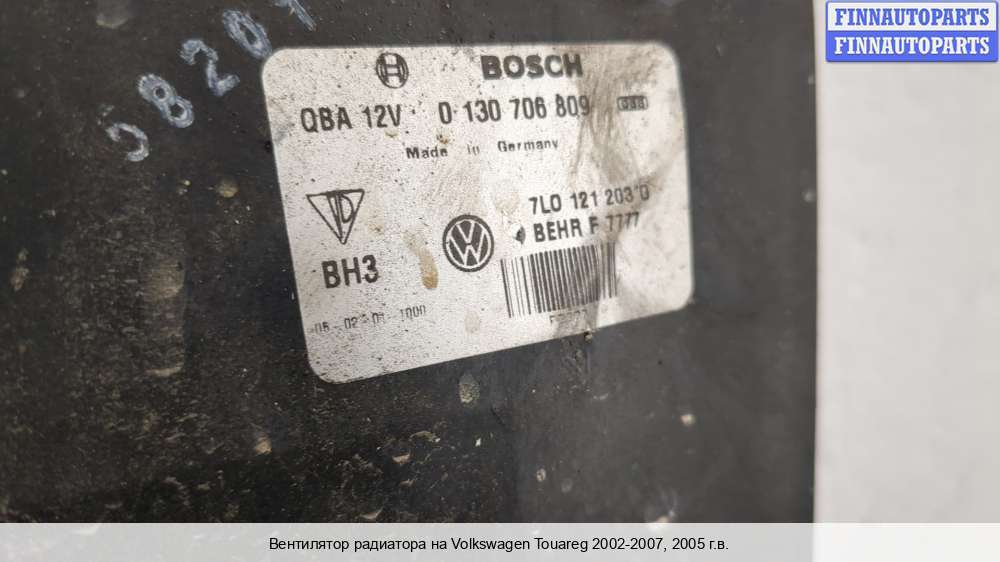 FINNAUTOPARTS
FINNAUTOPARTS
BOSCH
QBA 12V 0 130 706 809
Made in Germany
7L0 121 203 D
BEHR F 7777
BH3
Вентилятор радиатора на Volkswagen Touareg 2002-2007, 2005 г.в.